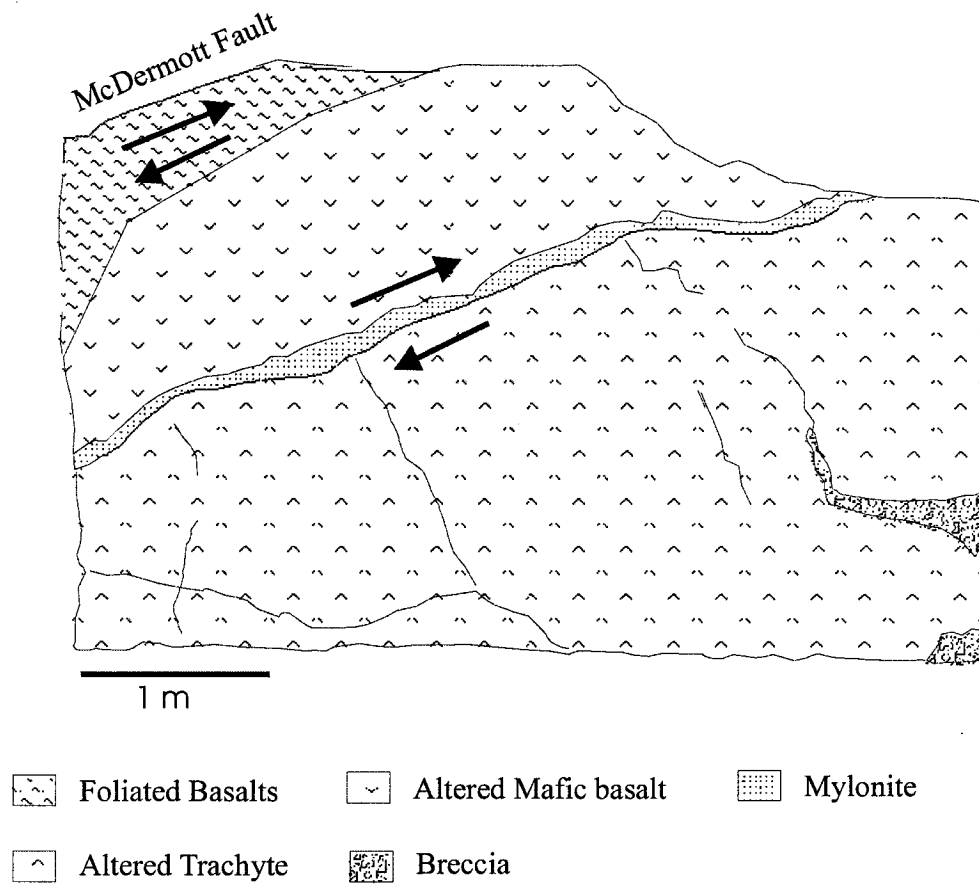 McDermott Fault
1 m
Foliated Basalts
Altered Mafic basalt
Mylonite
Altered Trachyte
Breccia